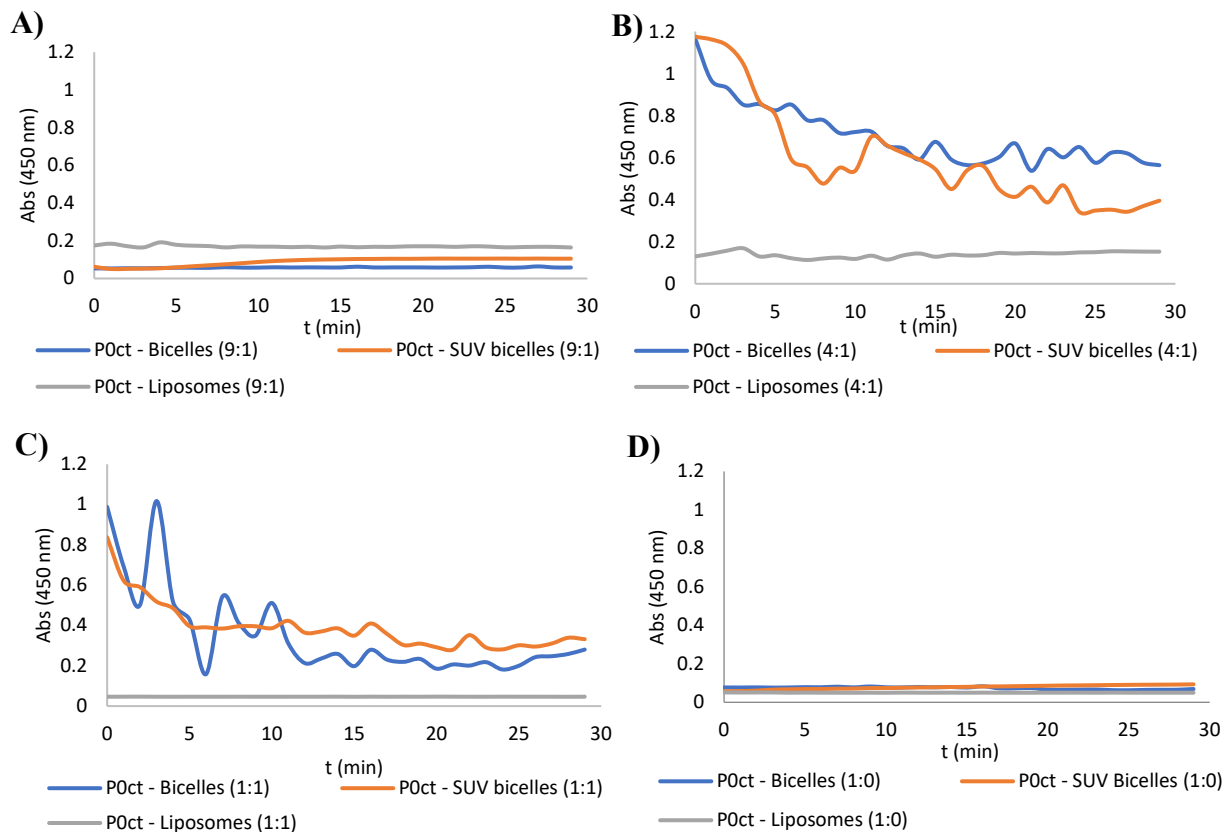 A)
1.2
1
0.8
0.6
0.4
0.2
0
Abs (450 nm)
0 5 10 15 20 25 30
t (min)
P0ct - Bicelles (9:1) P0ct - SUV bicelles (9:1)
P0ct - Liposomes (9:1)
B)
1.2
1
0.8
0.6
0.4
0.2
0
Abs (450 nm)
0 5 10 15 20 25 30
t (min)
P0ct - Bicelles (4:1) P0ct - SUV bicelles (4:1)
P0ct - Liposomes (4:1)
C)
1.2
1
0.8
0.6
0.4
0.2
0
Abs (450 nm)
0 5 10 15 20 25 30
t (min)
P0ct - Bicelles (1:1) P0ct - SUV bicelles (1:1)
P0ct - Liposomes (1:1)
D)
1.2
1
0.8
0.6
0.4
0.2
0
Abs (450 nm)
0 5 10 15 20 25 30
t (min)
P0ct - Bicelles (1:0) P0ct - SUV Bicelles (1:0)
P0ct - Liposomes (1:0)